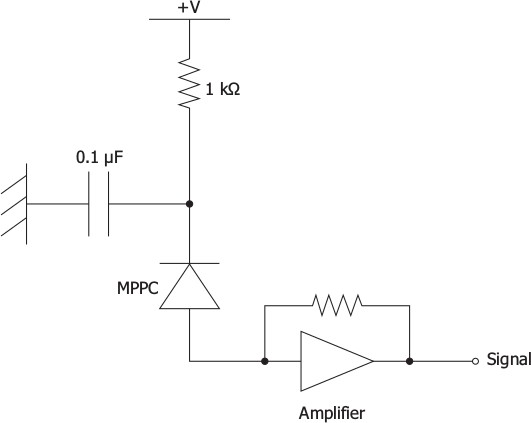 +V
1 kΩ
0.1 µF
MPPC
Signal
Amplifier